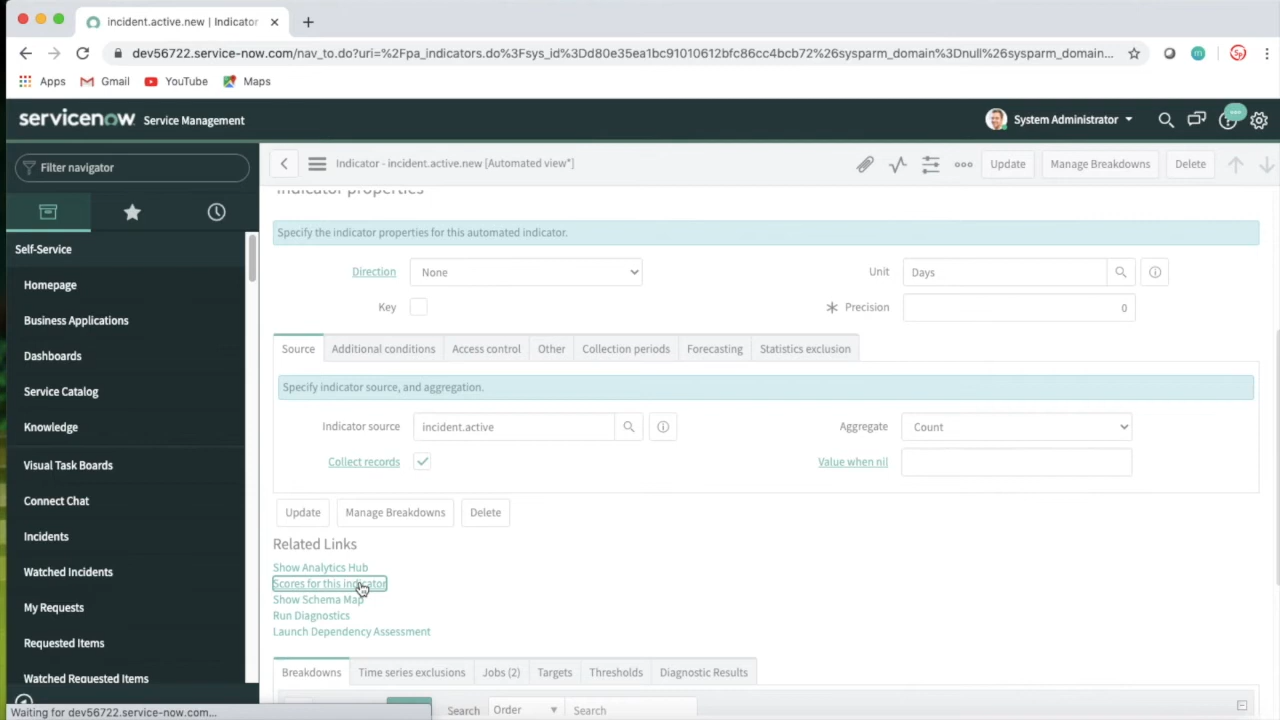 incident.active.new | Indicator
dev56722.service-now.com/nav_to.do?uri=%2Fpa_indicators.do%3Fsys_id%3Dd80e35ea1bc91010612bfc86cc4bcb72%26sysparm_domain%3Dnull%26sysparm_domain...
Apps Gmail YouTube Maps
servicenow Service Management System Administrator
Filter navigator
Indicator - incident.active.new [Automated view*] Update Manage Breakdowns Delete
Indicator properties
Specify the indicator properties for this automated indicator.
Self-Service
Homepage
Business Applications
Dashboards
Service Catalog
Knowledge
Visual Task Boards
Connect Chat
Incidents
Watched Incidents
My Requests
Requested Items
Watched Requested Items
Direction None Unit Days
Key Precision 0
Source Additional conditions Access control Other Collection periods Forecasting Statistics exclusion
Specify indicator source, and aggregation.
Indicator source incident.active Aggregate Count
Collect records Value when nil
Update Manage Breakdowns Delete
Related Links
Show Analytics Hub
Scores for this indicator
Show Schema Map
Run Diagnostics
Launch Dependency Assessment
Breakdowns Time series exclusions Jobs (2) Targets Thresholds Diagnostic Results
Search Order Search
Waiting for dev56722.service-now.com...